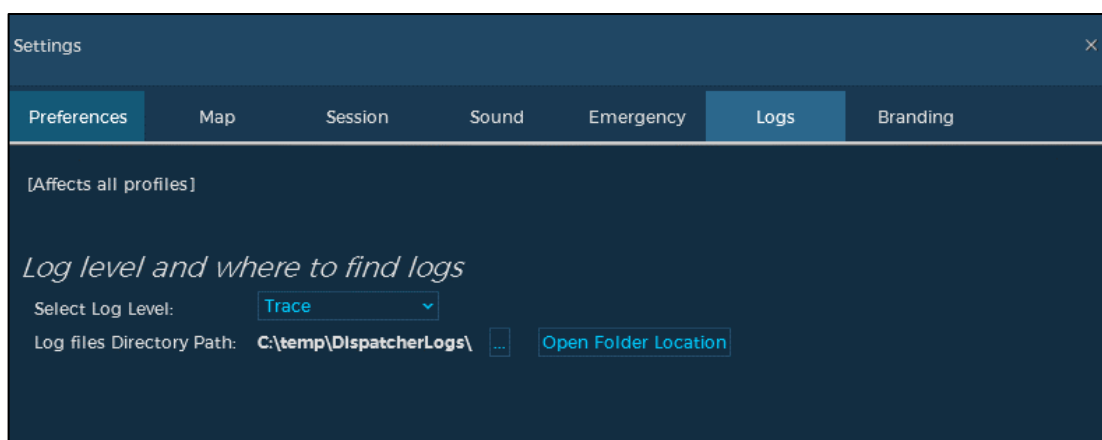 Settings
Preferences Map Session Sound Emergency Logs Branding
[Affects all profiles]
Log level and where to find logs
Select Log Level: Trace
Log files Directory Path: C:\temp\DIspatcherLogs\ ... Open Folder Location